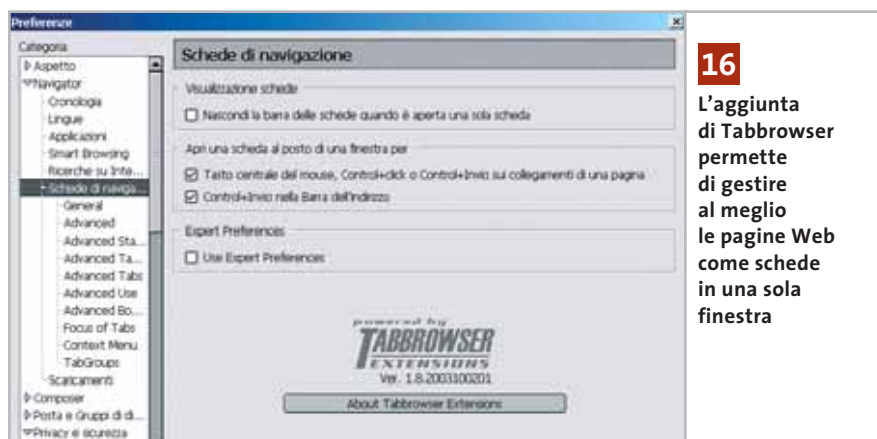 Preferenze
Categoria
Aspetto
Navigator
Cronologia
Lingue
Applicazioni
Smart Browsing
Ricerche su Inte...
Schede di naviga...
General
Advanced
Advanced Sta...
Advanced Ta...
Advanced Tabs
Advanced Use
Advanced Bo...
Focus of Tabs
Context Menu
TabGroups
Scaricamenti
Composer
Posta e Gruppi di di...
Privacy e sicurezza
Schede di navigazione
Visualizzazione schede
Nascondi la barra delle schede quando è aperta una sola scheda
Apri una scheda al posto di una finestra per
Tasto centrale del mouse, Control+click o Control+Invio sui collegamenti di una pagina
Control+Invio nella Barra dell'indirizzo
Expert Preferences
Use Expert Preferences
powered by
TABBROWSER
EXTENSIONS
Ver. 1.8.2003100201
About Tabbrowser Extensions
16
L'aggiunta
di Tabbrowser
permette
di gestire
al meglio
le pagine Web
come schede
in una sola
finestra